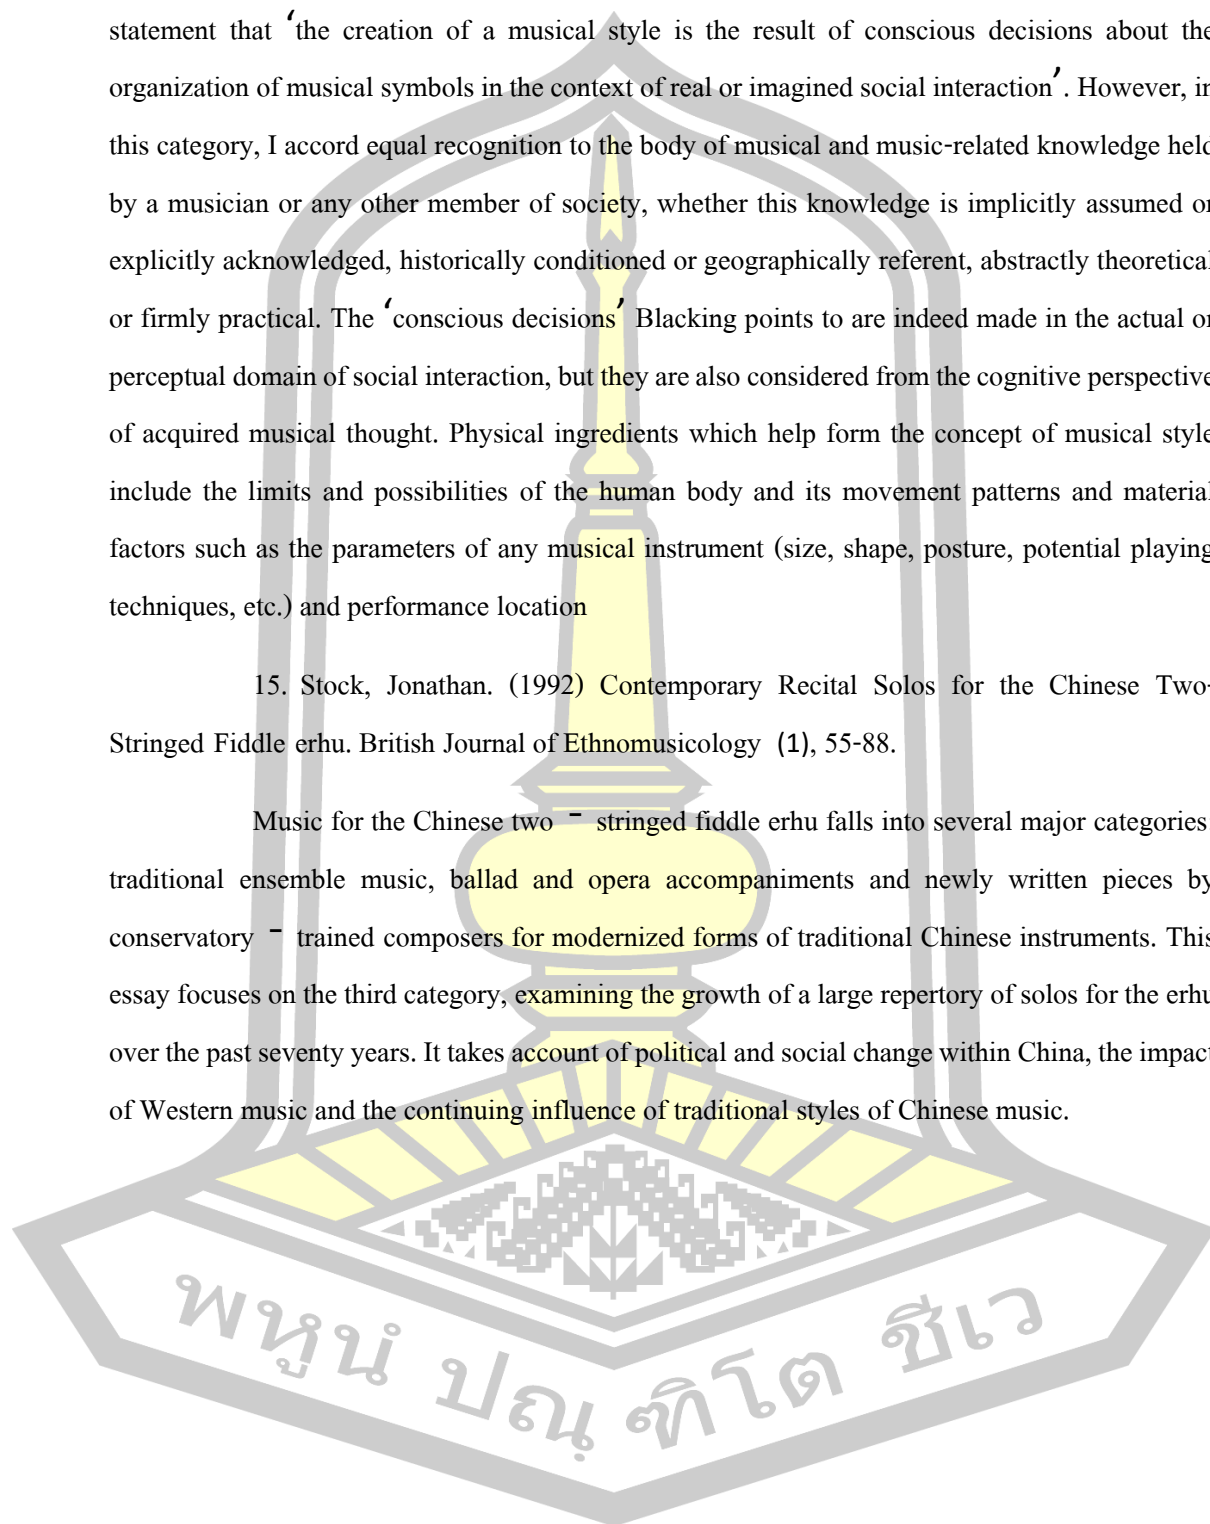 statement that ‘the creation of a musical style is the result of conscious decisions about the
organization of musical symbols in the context of real or imagined social interaction’. However, in
this category, I accord equal recognition to the body of musical and music-related knowledge held
by a musician or any other member of society, whether this knowledge is implicitly assumed or
explicitly acknowledged, historically conditioned or geographically referent, abstractly theoretical
or firmly practical. The ‘conscious decisions’ Blacking points to are indeed made in the actual or
perceptual domain of social interaction, but they are also considered from the cognitive perspective
of acquired musical thought. Physical ingredients which help form the concept of musical style
include the limits and possibilities of the human body and its movement patterns and material
factors such as the parameters of any musical instrument (size, shape, posture, potential playing
techniques, etc.) and performance location
15. Stock, Jonathan. (1992) Contemporary Recital Solos for the Chinese Two-
Stringed Fiddle erhu. British Journal of Ethnomusicology (1), 55-88.
Music for the Chinese two – stringed fiddle erhu falls into several major categories:
traditional ensemble music, ballad and opera accompaniments and newly written pieces by
conservatory – trained composers for modernized forms of traditional Chinese instruments. This
essay focuses on the third category, examining the growth of a large repertory of solos for the erhu
over the past seventy years. It takes account of political and social change within China, the impact
of Western music and the continuing influence of traditional styles of Chinese music.
พหูนํ ปณฺฑิโต ชีเว